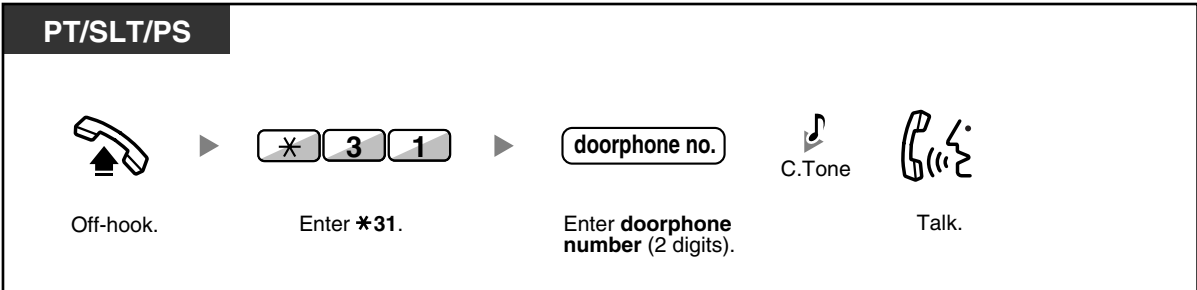 PT/SLT/PS
✳ 3 1
doorphone no.
C.Tone
Off-hook.
Enter ✳31.
Enter doorphone
number (2 digits).
Talk.